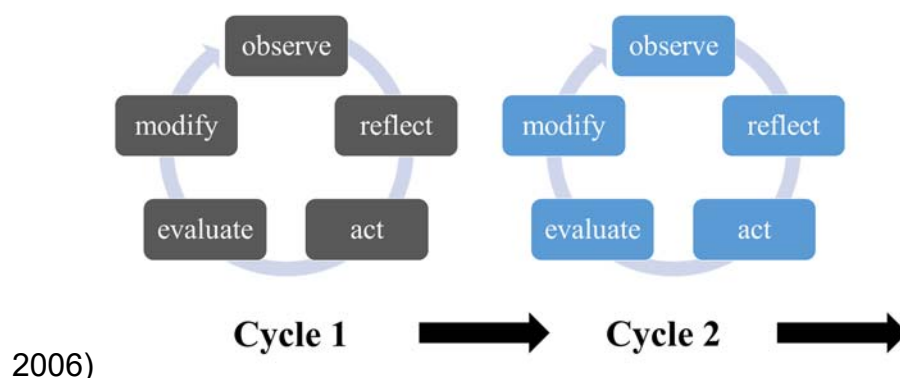 observe
reflect
act
evaluate
modify
observe
reflect
act
evaluate
modify
Cycle 1
Cycle 2
2006)